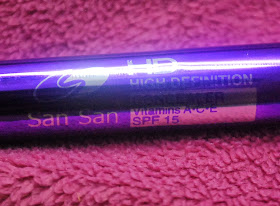 HD
HIGH DEFINITION
Vitamins A·C·E
San San
SPF 15